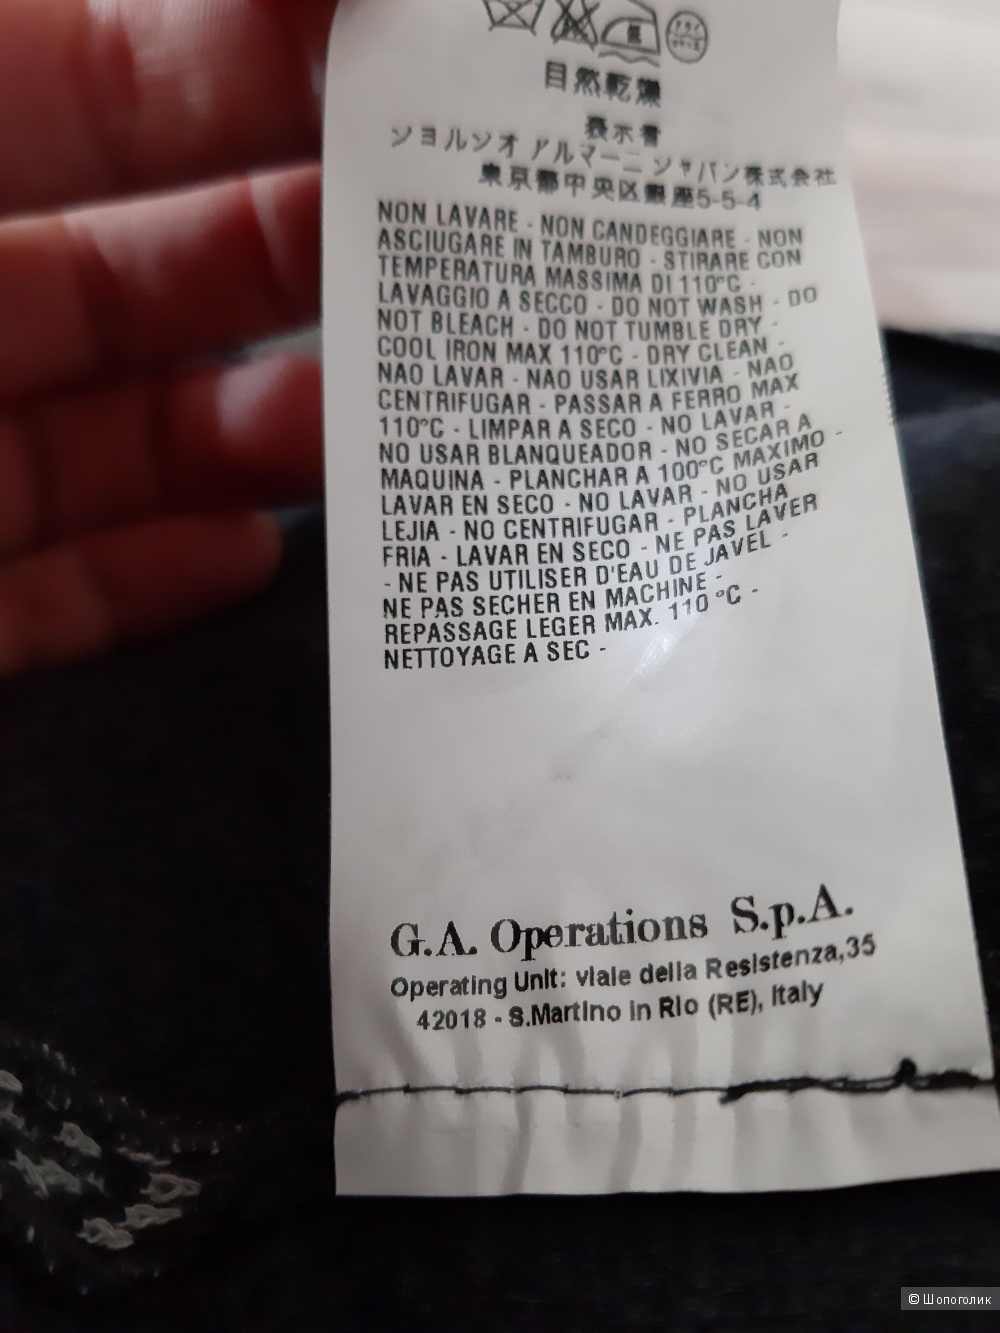 目然乾燥
表示者
ジョルジオ アルマーニ ジャパン株式会社
東京都中央区銀座5-5-4
NON LAVARE - NON CANDEGGIARE - NON
ASCIUGARE IN TAMBURO - STIRARE CON
TEMPERATURA MASSIMA DI 110°C -
LAVAGGIO A SECCO - DO NOT WASH - DO
NOT BLEACH - DO NOT TUMBLE DRY -
COOL IRON MAX 110°C - DRY CLEAN -
NAO LAVAR - NAO USAR LIXIVIA - NAO
CENTRIFUGAR - PASSAR A FERRO MAX
110°C - LIMPAR A SECO - NO LAVAR -
NO USAR BLANQUEADOR - NO SECAR A
MAQUINA - PLANCHAR A 100°C MAXIMO -
LAVAR EN SECO - NO LAVAR - NO USAR
LEJIA - NO CENTRIFUGAR - PLANCHA
FRIA - LAVAR EN SECO - NE PAS LAVER
- NE PAS UTILISER D'EAU DE JAVEL -
NE PAS SECHER EN MACHINE -
REPASSAGE LEGER MAX. 110 °C -
NETTOYAGE A SEC -
G.A. Operations S.p.A.
Operating Unit: viale della Resistenza,35
42018 - S.Martino in Rio (RE), Italy
© Шопоголик